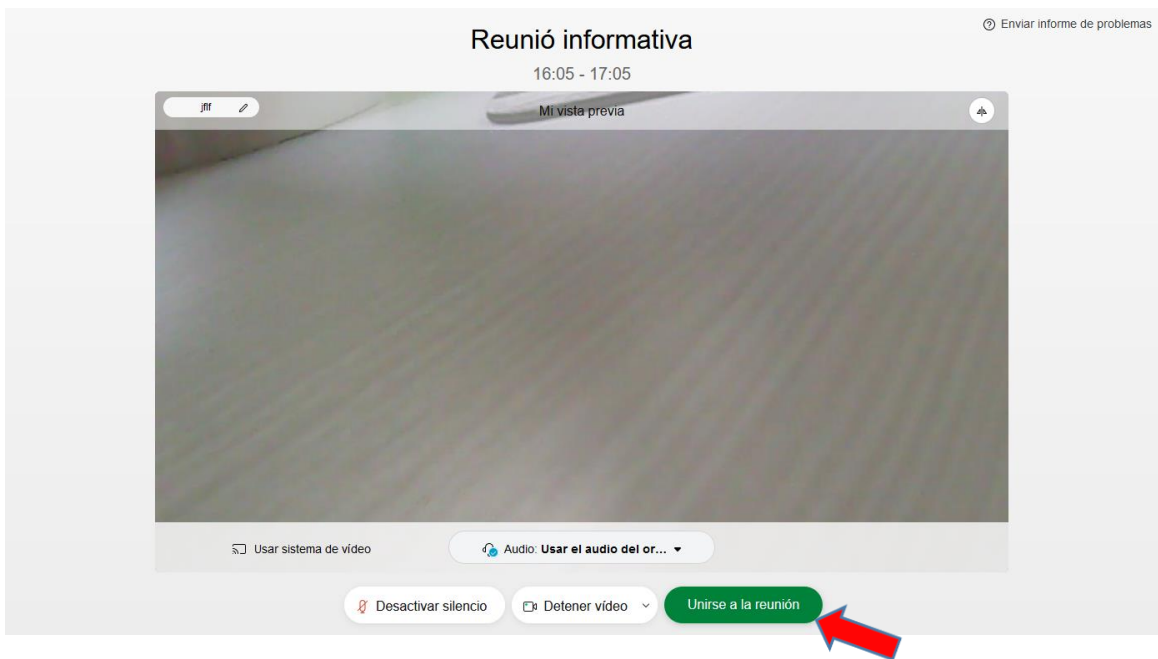 Enviar informe de problemas
Reunió informativa
16:05 - 17:05
jflf
Mi vista previa
Usar sistema de vídeo
Audio: Usar el audio del or...
Desactivar silencio
Detener vídeo
Unirse a la reunión